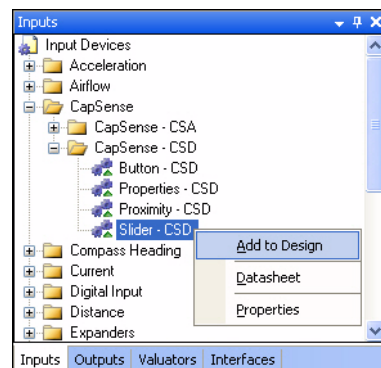 Inputs
Input Devices
Acceleration
Airflow
CapSense
CapSense - CSA
CapSense - CSD
Button - CSD
Properties - CSD
Proximity - CSD
Slider - CSD
Add to Design
Compass Heading
Current
Datasheet
Digital Input
Distance
Properties
Expanders
Inputs Outputs Valuators Interfaces